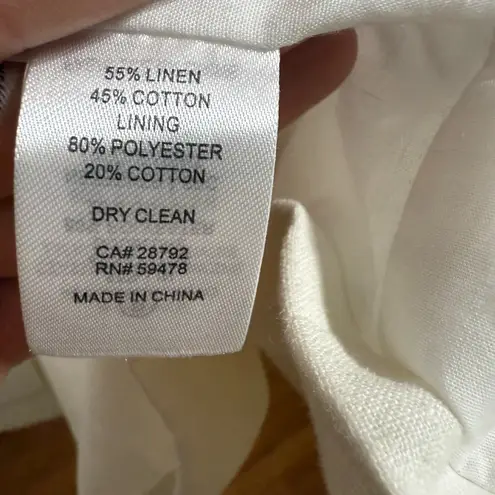 55% LINEN
45% COTTON
LINING
80% POLYESTER
20% COTTON
DRY CLEAN
CA# 28792
RN# 59478
MADE IN CHINA